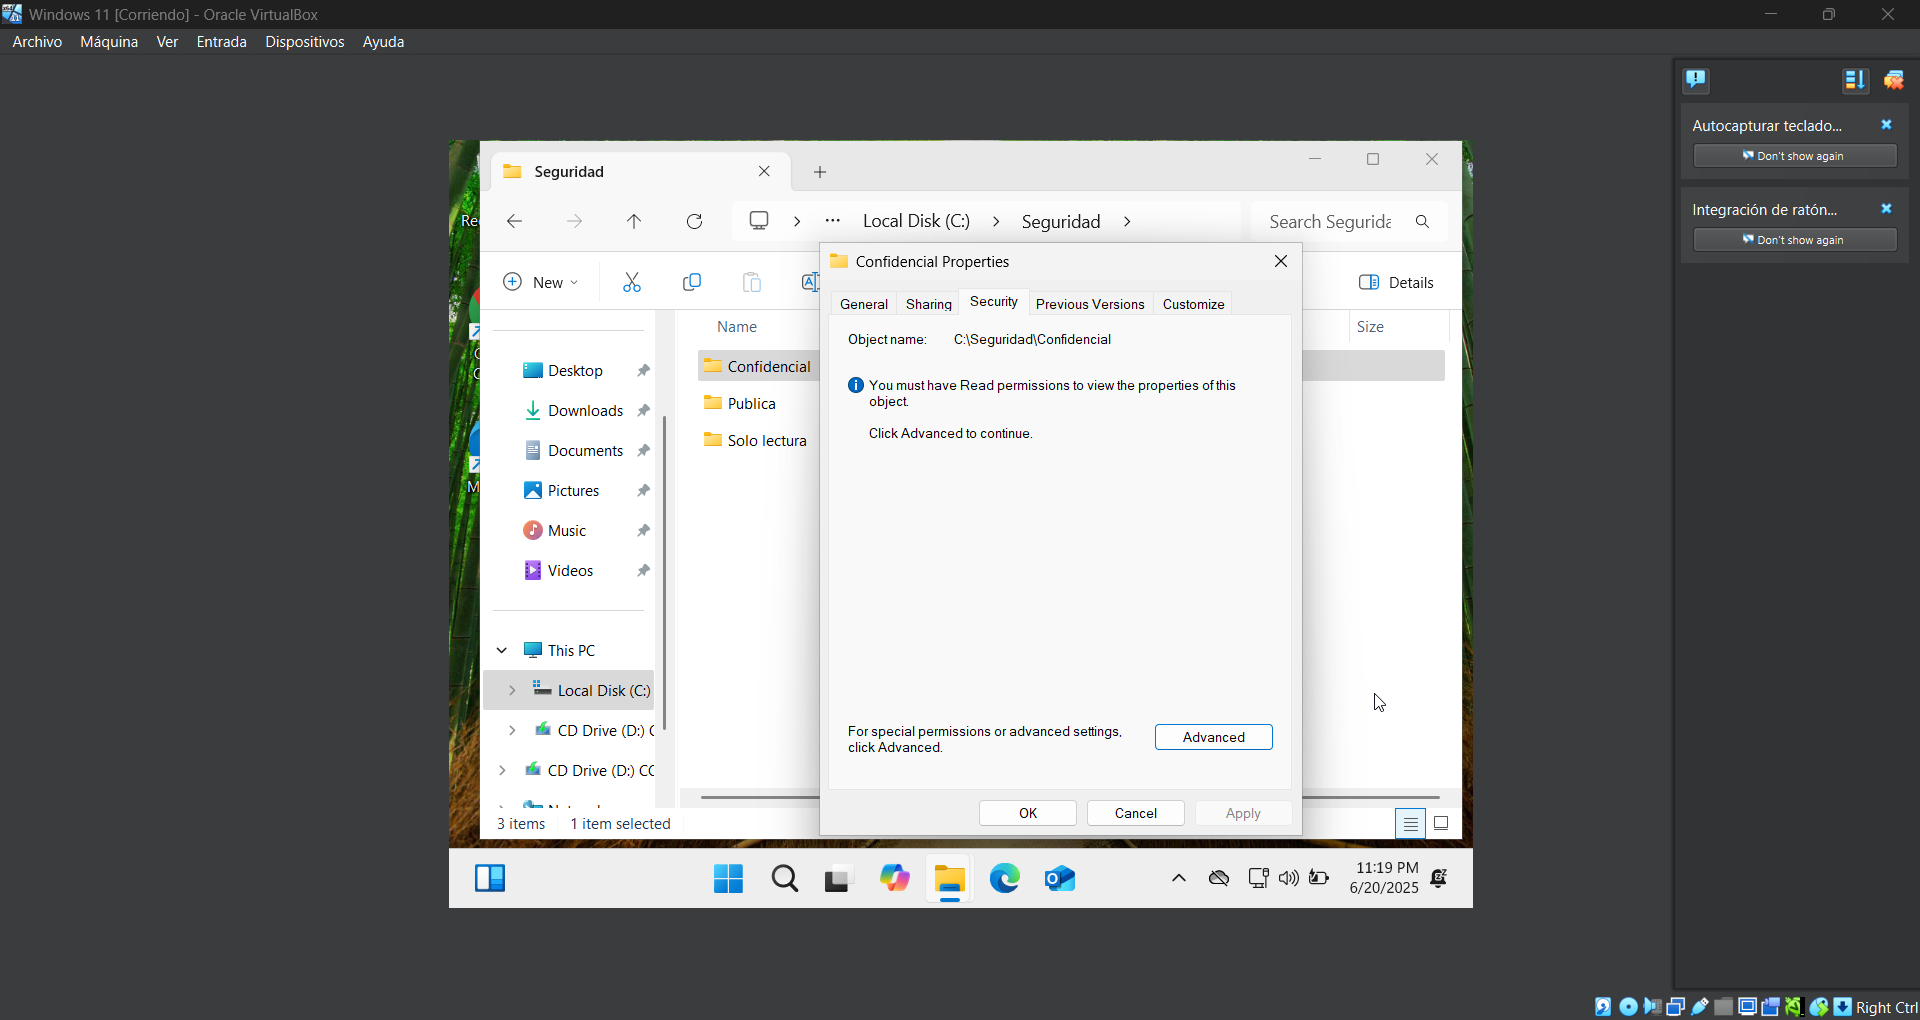 Windows 11 [Corriendo] - Oracle VirtualBox
Archivo Máquina Ver Entrada Dispositivos Ayuda
Autocapturar teclado...
Don't show again
Integración de ratón...
Don't show again
Seguridad
Local Disk (C:) Seguridad
Search Segurida
New
Details
Confidencial Properties
General Sharing Security Previous Versions Customize
Object name: C:\Seguridad\Confidencial
You must have Read permissions to view the properties of this
object.
Click Advanced to continue.
For special permissions or advanced settings,
click Advanced.
Advanced
OK Cancel Apply
Name
Size
Confidencial
Publica
Solo lectura
Desktop
Downloads
Documents
Pictures
Music
Videos
This PC
Local Disk (C:)
CD Drive (D:) C
CD Drive (D:) CC
3 items 1 item selected
11:19 PM
6/20/2025
Right Ctrl